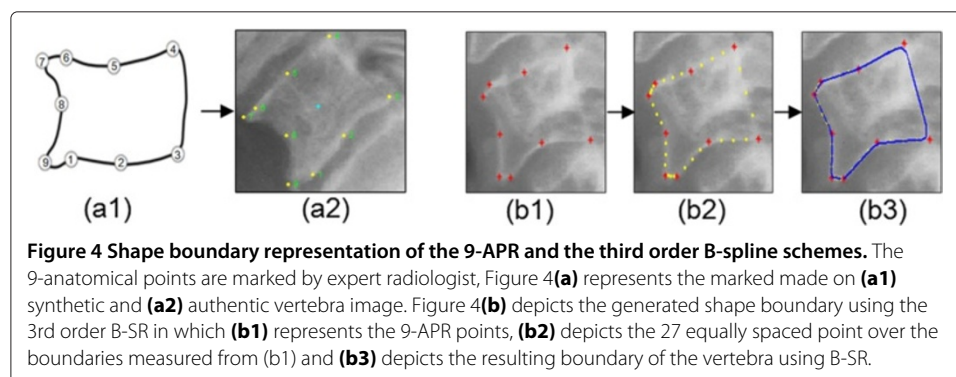 7 6 5 4
8
9 1 2 3
(a1) (a2) (b1) (b2) (b3)
Figure 4 Shape boundary representation of the 9-APR and the third order B-spline schemes. The
9-anatomical points are marked by expert radiologist, Figure 4(a) represents the marked made on (a1)
synthetic and (a2) authentic vertebra image. Figure 4(b) depicts the generated shape boundary using the
3rd order B-SR in which (b1) represents the 9-APR points, (b2) depicts the 27 equally spaced point over the
boundaries measured from (b1) and (b3) depicts the resulting boundary of the vertebra using B-SR.